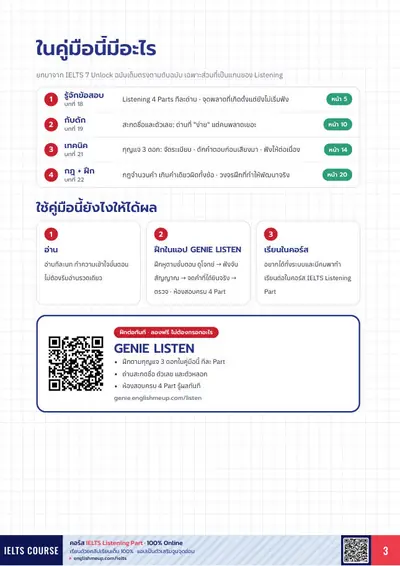 ในคู่มือนี้มีอะไร
ยกมาจาก IELTS 7 Unlock ฉบับเต็มตรงตามต้นฉบับ เฉพาะส่วนที่เป็นแกนของ Listening
1 รู้จักข้อสอบ
บทที่ 18
Listening 4 Parts ทีละด่าน · จุดพลาดที่เกิดตั้งแต่ยังไม่เริ่มฟัง
หน้า 5
2 กับดัก
บทที่ 19
สะกดชื่อและตัวเลข: ด่านที่ "ง่าย" แต่คนพลาดเยอะ
หน้า 10
3 เทคนิค
บทที่ 21
กุญแจ 3 ดอก: จัดระเบียบ · ดักคำตอบก่อนเสียงมา · ฟังให้ต่อเนื่อง
หน้า 14
4 กฎ + ฝึก
บทที่ 22
กฎจำนวนคำ เกินคำเดียวผิดทั้งข้อ · วงจรฝึกที่ทำให้พัฒนาจริง
หน้า 20
ใช้คู่มือนี้ยังไงให้ได้ผล
1
อ่าน
อ่านทีละบท ทำความเข้าใจขั้นตอน
ไม่ต้องรีบอ่านรวดเดียว
2
ฝึกในแอป GENIE LISTEN
ฝึกหูตามขั้นตอน ดูโจทย์ → ฟังจับ
สัญญาณ → จดคำที่ได้ยินจริง →
ตรวจ · ห้องสอบครบ 4 Part
3
เรียนในคอร์ส
อยากได้ทั้งระบบและมีคนพาทำ
เรียนต่อในคอร์ส IELTS Listening
Part
ฝึกต่อทันที · ลองฟรี ไม่ต้องกรอกอะไร
GENIE LISTEN
• ฝึกตามกุญแจ 3 ดอกในคู่มือนี้ ทีละ Part
• ด่านสะกดชื่อ ตัวเลข และตัวหลอก
• ห้องสอบครบ 4 Part รู้ผลทันที
genie.englishmeup.com/listen
IELTS COURSE
คอร์ส IELTS Listening Part · 100% Online
เรียนด้วยคลิปเรียนเต็ม 100% · แอปเป็นตัวเสริมจูนจุดอ่อน
▸ englishmeup.com/ielts
3